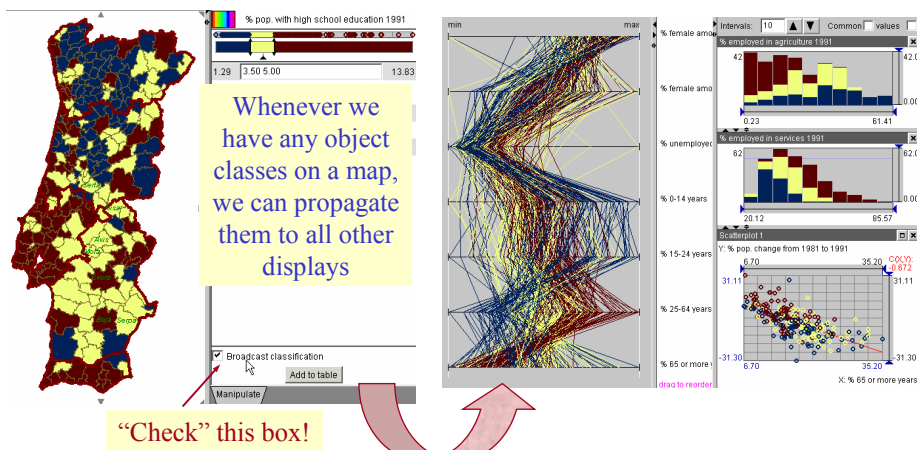 % pop. with high school education 1991
1.29 3.50 5.00 13.83
Whenever we
have any object
classes on a map,
we can propagate
them to all other
displays
Broadcast classification
Add to table
Manipulate
“Check” this box!
min max
% female amo
% female amo
% unemployed
% 0-14 years
% 15-24 years
% 25-64 years
% 65 or more y
drag to reorder
Intervals: 10 Common values
% employed in agriculture 1991
42 42.0
0.00
0.23 61.41
% employed in services 1991
62 62.0
0.00
20.12 85.57
Scatterplot 1
Y: % pop. change from 1981 to 1991
6.70 35.20 C(X,Y):
-0.672
31.11 31.11
-31.30 -31.30
6.70 35.20
X: % 65 or more years